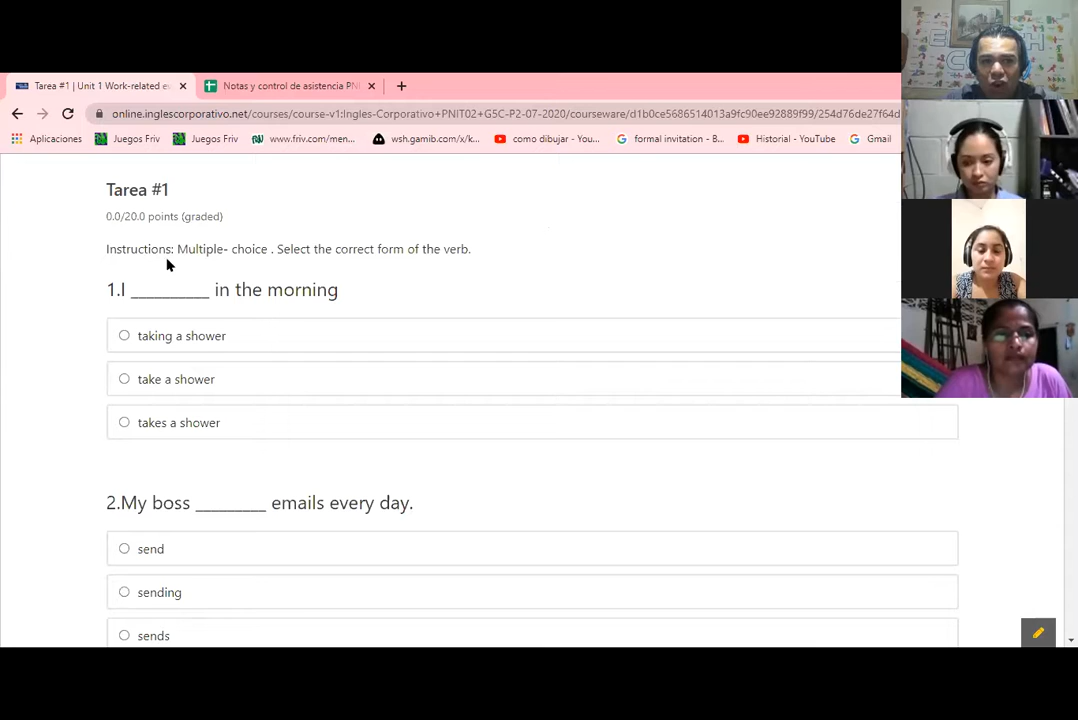 Tarea #1 | Unit 1 Work-related e
Notas y control de asistencia PNI
online.inglescorporativo.net/courses/course-v1:Ingles-Corporativo+PNIT02+G5C-P2-07-2020/courseware/d1b0ce5686514013a9fc90ee92889f99/254d76de27f64d
Aplicaciones
Juegos Friv
Juegos Friv
www.friv.com/men...
wsh.gamib.com/x/k...
como dibujar - You...
formal invitation - B...
Historial - YouTube
Gmail
Tarea #1
0.0/20.0 points (graded)
Instructions: Multiple- choice . Select the correct form of the verb.
1.I __________ in the morning
taking a shower
take a shower
takes a shower
2.My boss _________ emails every day.
send
sending
sends